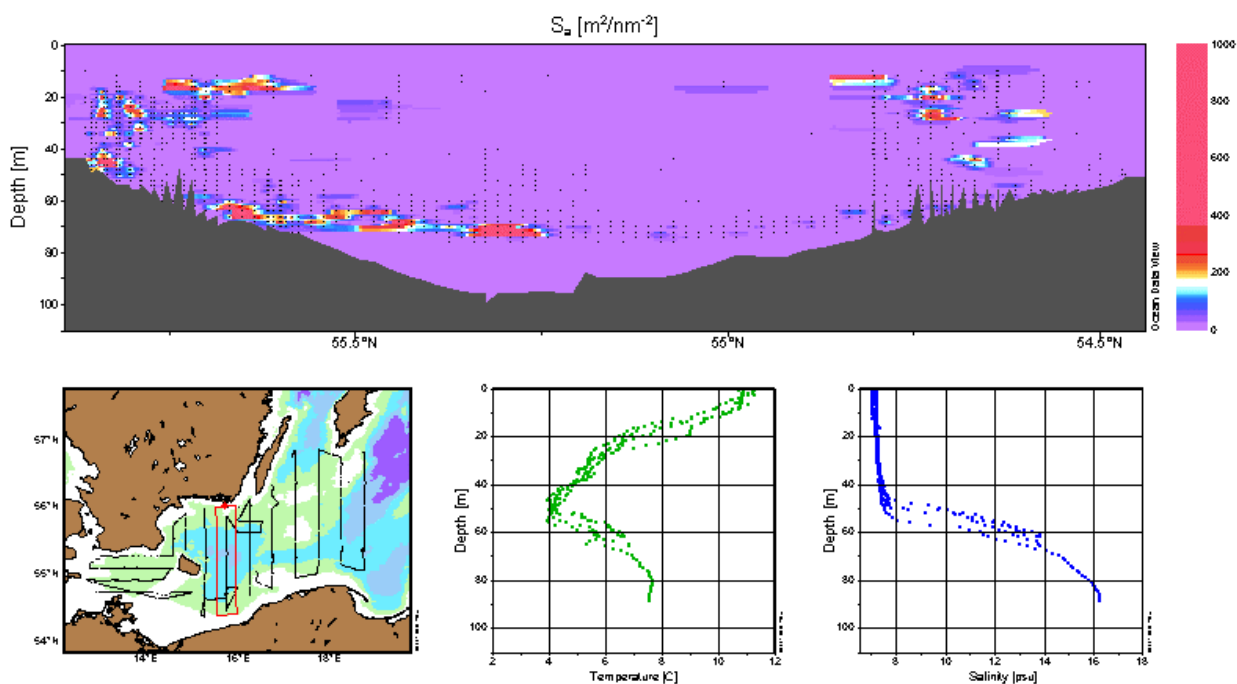 Sa [m²/nm⁻²]
0
20
40
60
80
100
Depth [m]
55.5°N
55°N
54.5°N
Ocean Data View
1000
800
600
400
200
0
57°N
56°N
55°N
54°N
14°E
16°E
18°E
0
20
40
60
80
100
Depth [m]
2
4
6
8
10
12
Temperature [C]
0
20
40
60
80
100
Depth [m]
8
10
12
14
16
18
Salinity [psu]